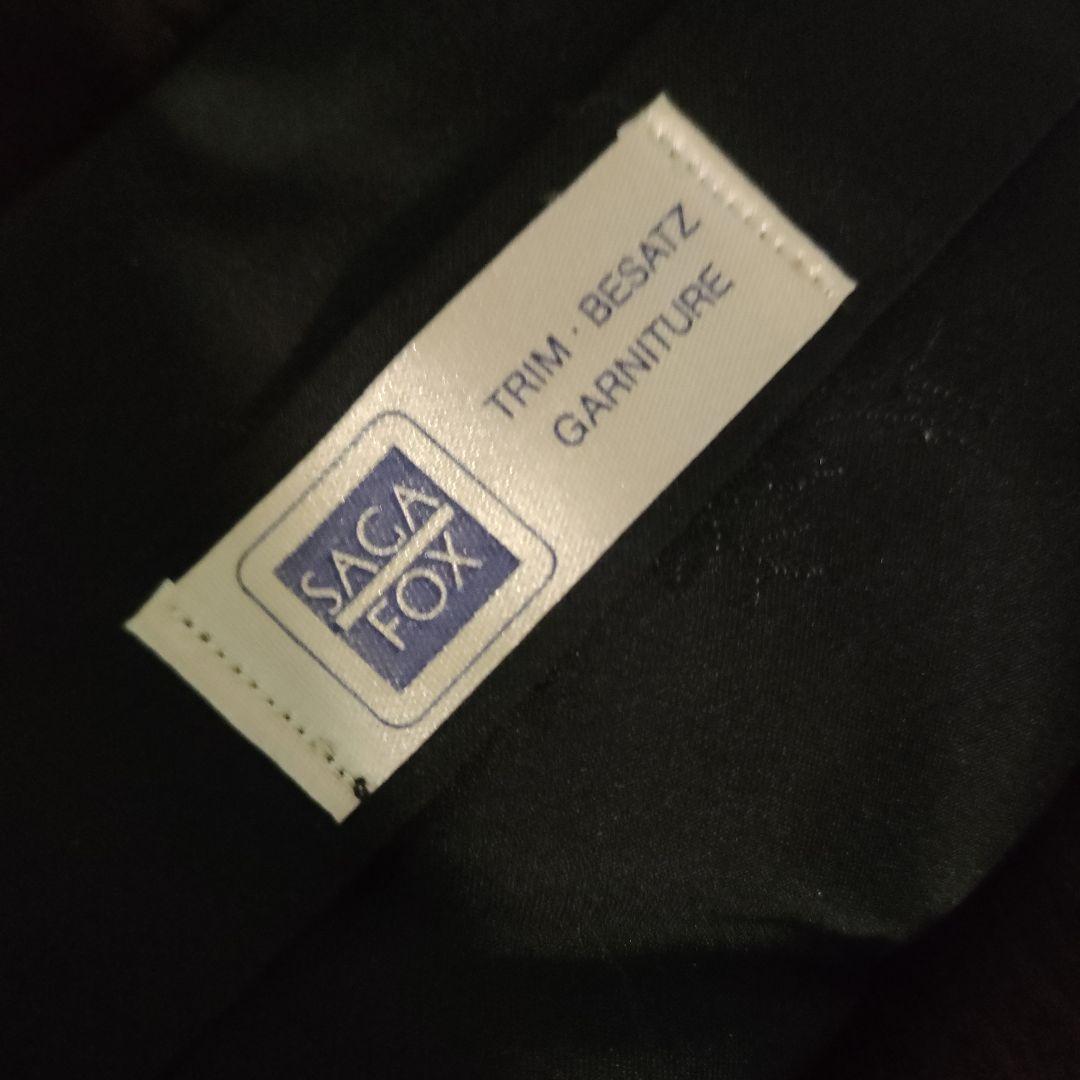 SAGA
FOX
TRIM · BESATZ
GARNITURE